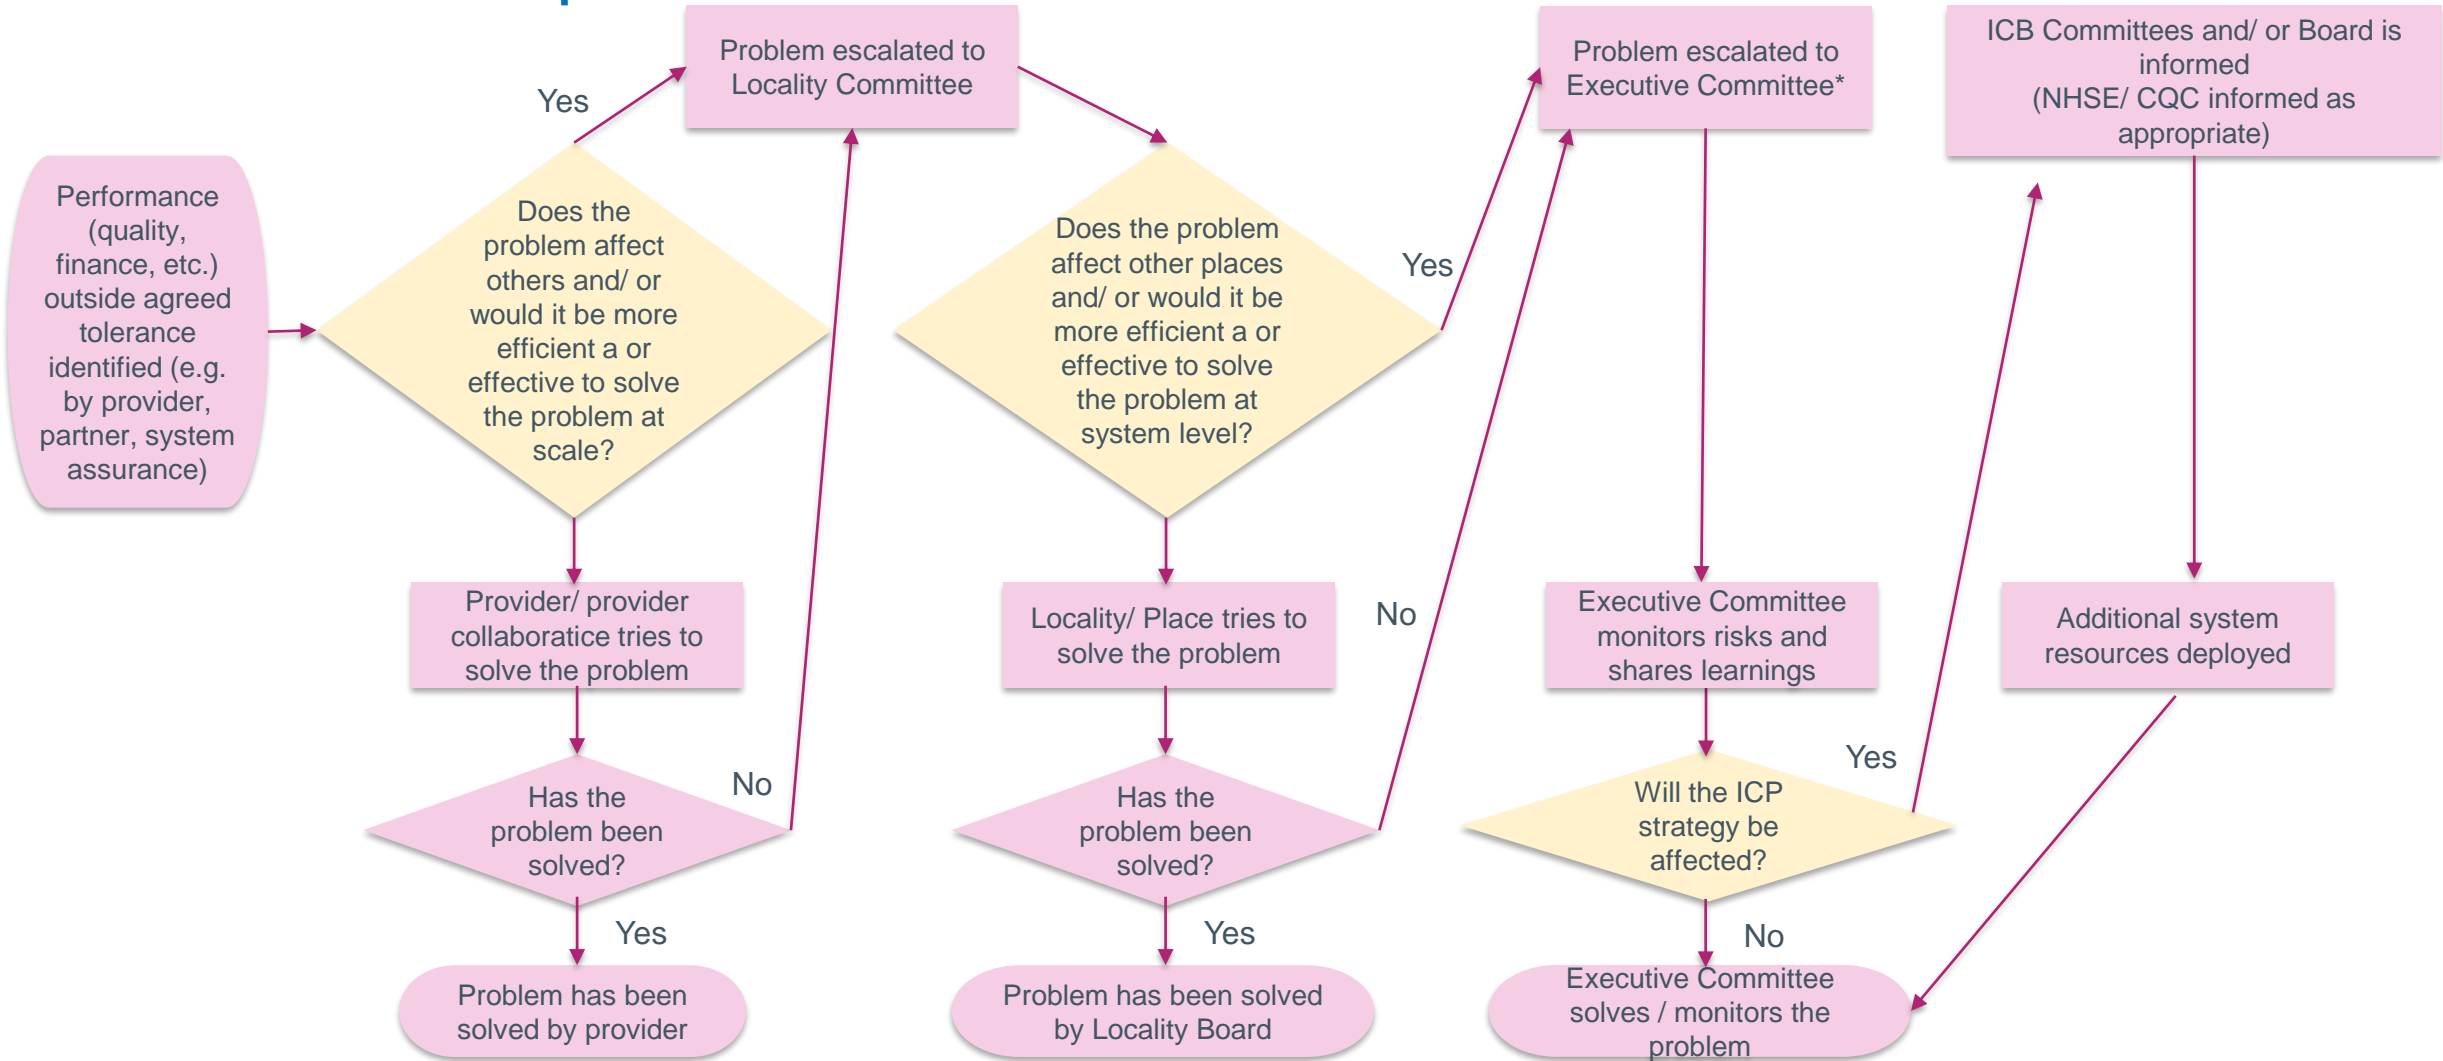 Performance
(quality,
finance, etc.)
outside agreed
tolerance
identified (e.g.
by provider,
partner, system
assurance)
Does the
problem affect
others and/ or
would it be more
efficient a or
effective to solve
the problem at
scale?
Yes
Problem escalated to
Locality Committee
Provider/ provider
collaboratice tries to
solve the problem
Has the
problem been
solved?
No
Yes
Problem has been
solved by provider
Does the problem
affect other places
and/ or would it be
more efficient a or
effective to solve
the problem at
system level?
Yes
Locality/ Place tries to
solve the problem
Has the
problem been
solved?
No
Yes
Problem has been solved
by Locality Board
Problem escalated to
Executive Committee*
Executive Committee
monitors risks and
shares learnings
Will the ICP
strategy be
affected?
Yes
No
Executive Committee
solves / monitors the
problem
ICB Committees and/ or Board is
informed
(NHSE/ CQC informed as
appropriate)
Additional system
resources deployed